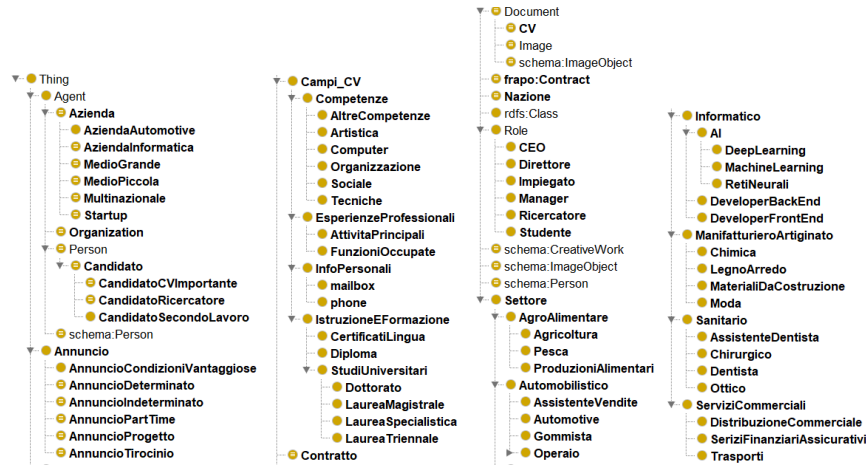 Thing
Agent
Azienda
AziendaAutomotive
AziendaInformatica
MedioGrande
MedioPiccola
Multinazionale
Startup
Organization
Person
Candidato
CandidatoCVImportante
CandidatoRicercatore
CandidatoSecondoLavoro
schema:Person
Annuncio
AnnuncioCondizioniVantaggiose
AnnuncioDeterminato
AnnuncioIndeterminato
AnnuncioPartTime
AnnuncioProgetto
AnnuncioTirocinio
Campi_CV
Competenze
AltreCompetenze
Artistica
Computer
Organizzazione
Sociale
Tecniche
EsperienzeProfessionali
AttivitaPrincipali
FunzioniOccupate
InfoPersonali
mailbox
phone
IstruzioneEFormazione
CertificatiLingua
Diploma
StudiUniversitari
Dottorato
LaureaMagistrale
LaureaSpecialistica
LaureaTriennale
Contratto
Document
CV
Image
schema:ImageObject
frapo:Contract
Nazione
rdfs:Class
Role
CEO
Direttore
Impiegato
Manager
Ricercatore
Studente
schema:CreativeWork
schema:ImageObject
schema:Person
Settore
AgroAlimentare
Agricoltura
Pesca
ProduzioniAlimentari
Automobilistico
AssistenteVendite
Automotive
Gommista
Operaio
Informatico
AI
DeepLearning
MachineLearning
RetiNeurali
DeveloperBackEnd
DeveloperFrontEnd
ManifatturieroArtiginato
Chimica
LegnoArredo
MaterialiDaCostruzione
Moda
Sanitario
AssistenteDentista
Chirurgico
Dentista
Ottico
ServiziCommerciali
DistribuzioneCommerciale
SeriziFinanziariAssicurativi
Trasporti